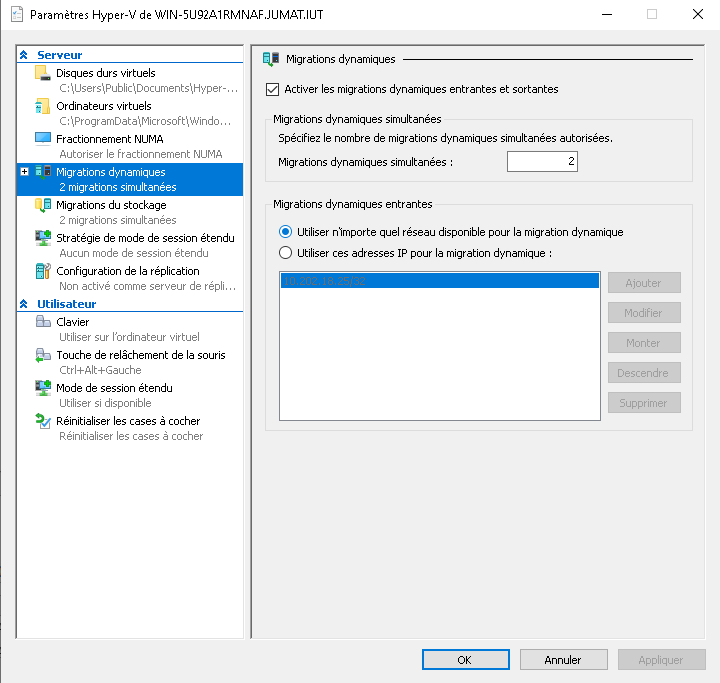 Paramètres Hyper-V de WIN-5U92A1RMNAF.JUMAT.IUT
Serveur
Disques durs virtuels
C:\Users\Public\Documents\Hyper-...
Ordinateurs virtuels
C:\ProgramData\Microsoft\Windo...
Fractionnement NUMA
Autoriser le fractionnement NUMA
Migrations dynamiques
2 migrations simultanées
Migrations du stockage
2 migrations simultanées
Stratégie de mode de session étendu
Aucun mode de session étendu
Configuration de la réplication
Non activé comme serveur de répli...
Utilisateur
Clavier
Utiliser sur l'ordinateur virtuel
Touche de relâchement de la souris
Ctrl+Alt+Gauche
Mode de session étendu
Utiliser si disponible
Réinitialiser les cases à cocher
Réinitialiser les cases à cocher
Migrations dynamiques
Activer les migrations dynamiques entrantes et sortantes
Migrations dynamiques simultanées
Spécifiez le nombre de migrations dynamiques simultanées autorisées.
Migrations dynamiques simultanées : 2
Migrations dynamiques entrantes
Utiliser n'importe quel réseau disponible pour la migration dynamique
Utiliser ces adresses IP pour la migration dynamique :
Ajouter
Modifier
Monter
Descendre
Supprimer
OK
Annuler
Appliquer